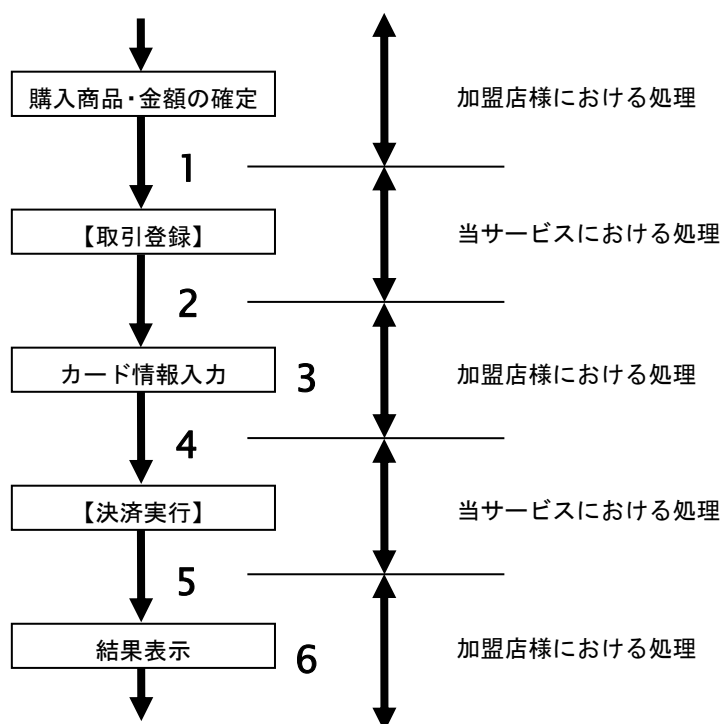 購入商品・金額の確定
加盟店様における処理
1
【取引登録】
当サービスにおける処理
2
カード情報入力
3
加盟店様における処理
4
【決済実行】
当サービスにおける処理
5
結果表示
6
加盟店様における処理